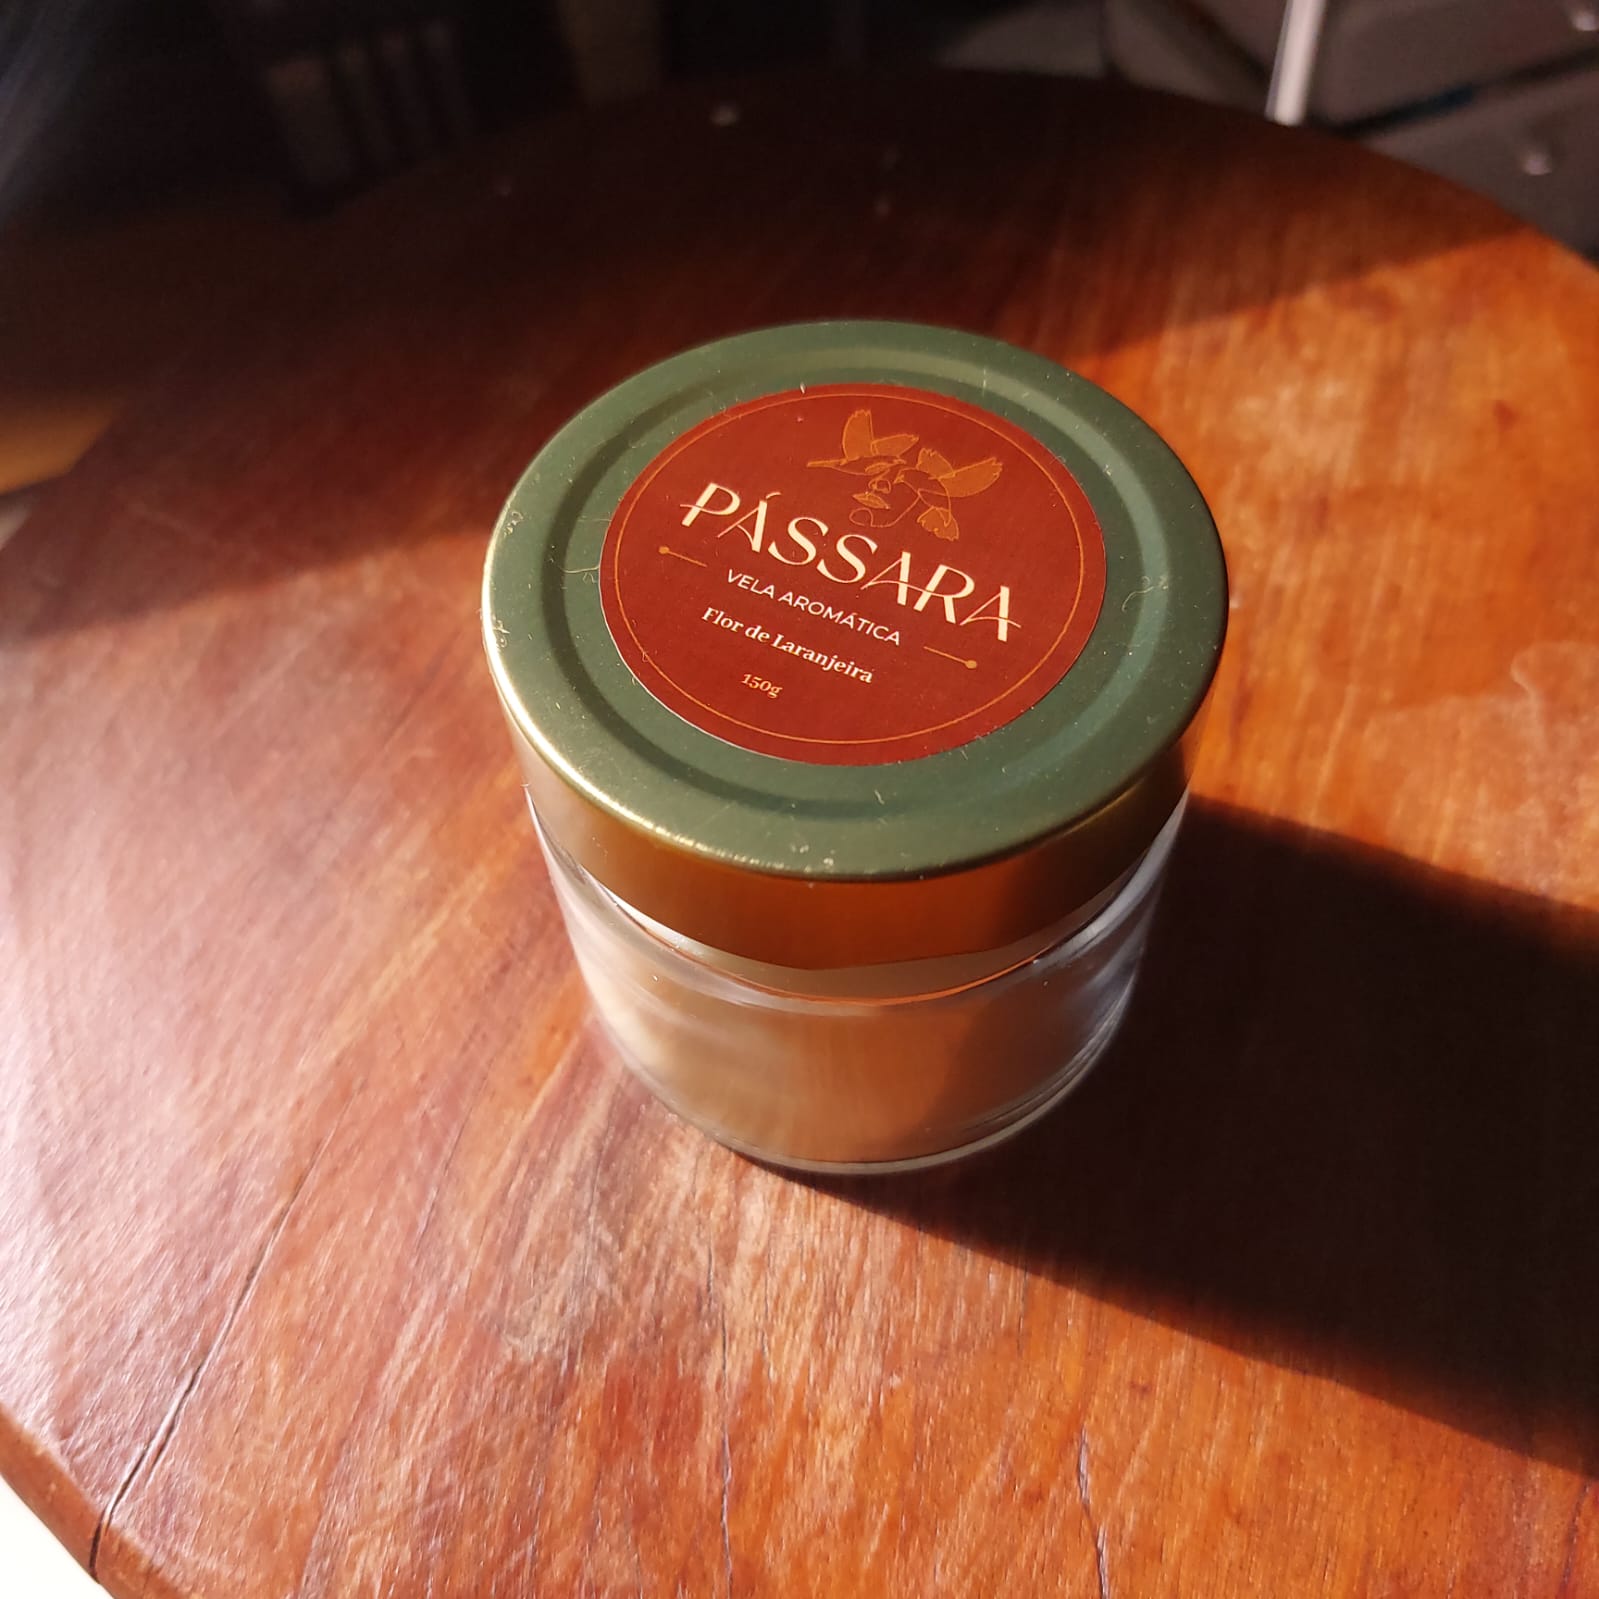 PÁSSARA
VELA AROMÁTICA
Flor de Laranjeira
150g